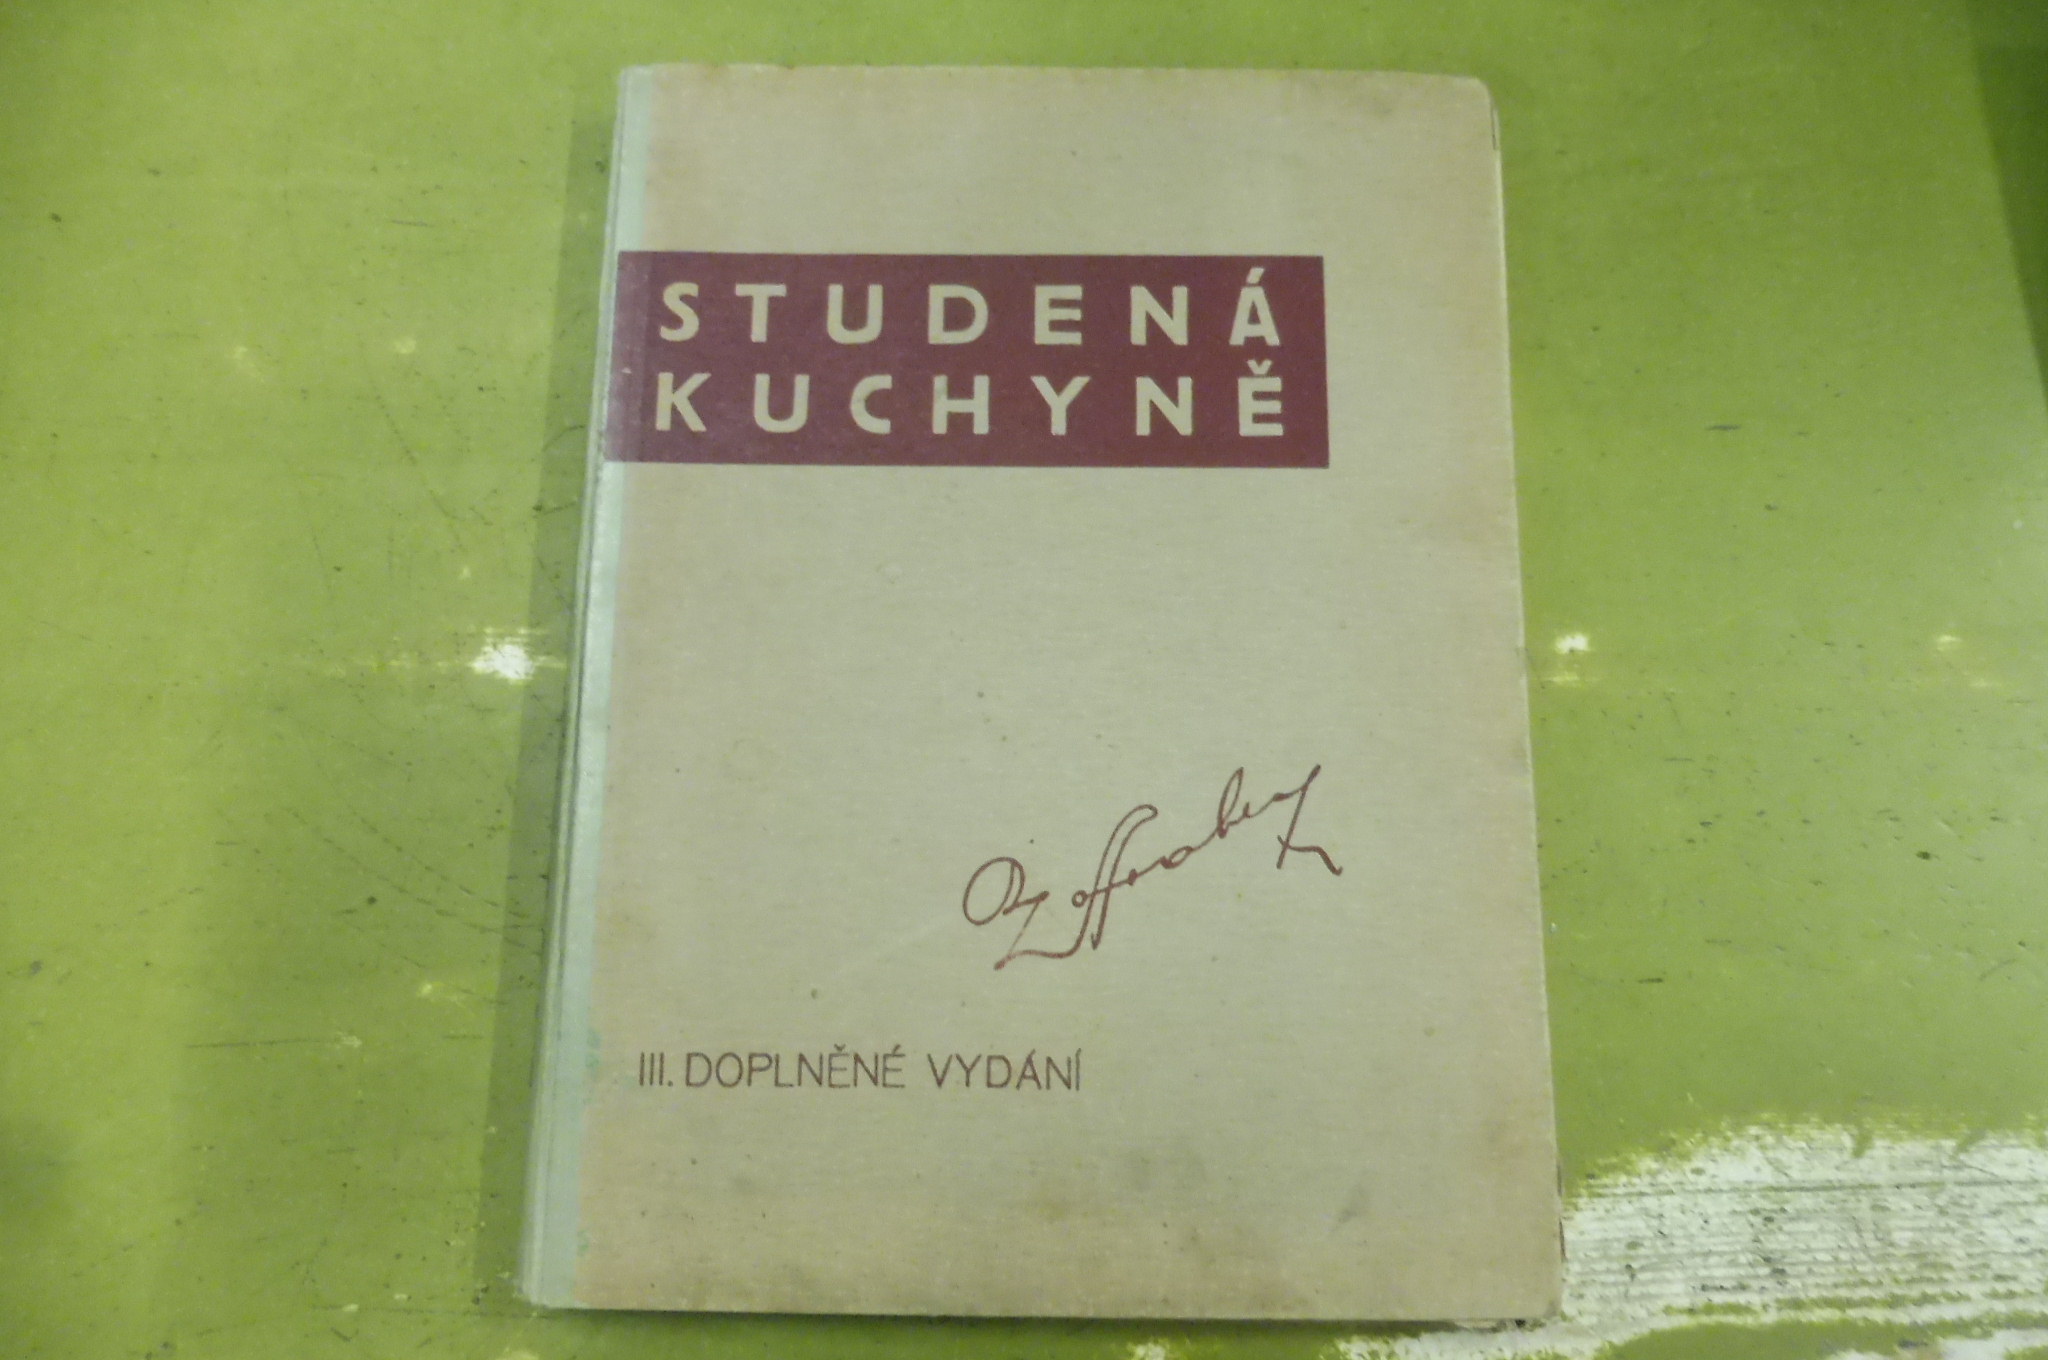 STUDENÁ
KUCHYNĚ
III. DOPLNĚNÉ VYDÁNÍ